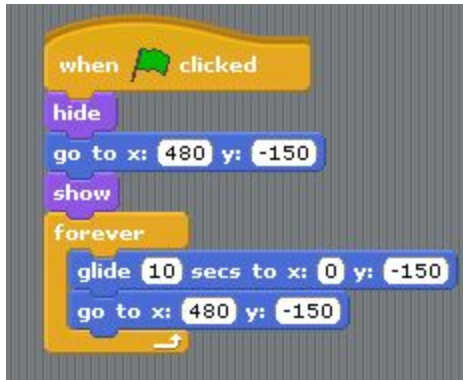 when clicked
hide
go to x: 480 y: -150
show
forever
glide 10 secs to x: 0 y: -150
go to x: 480 y: -150